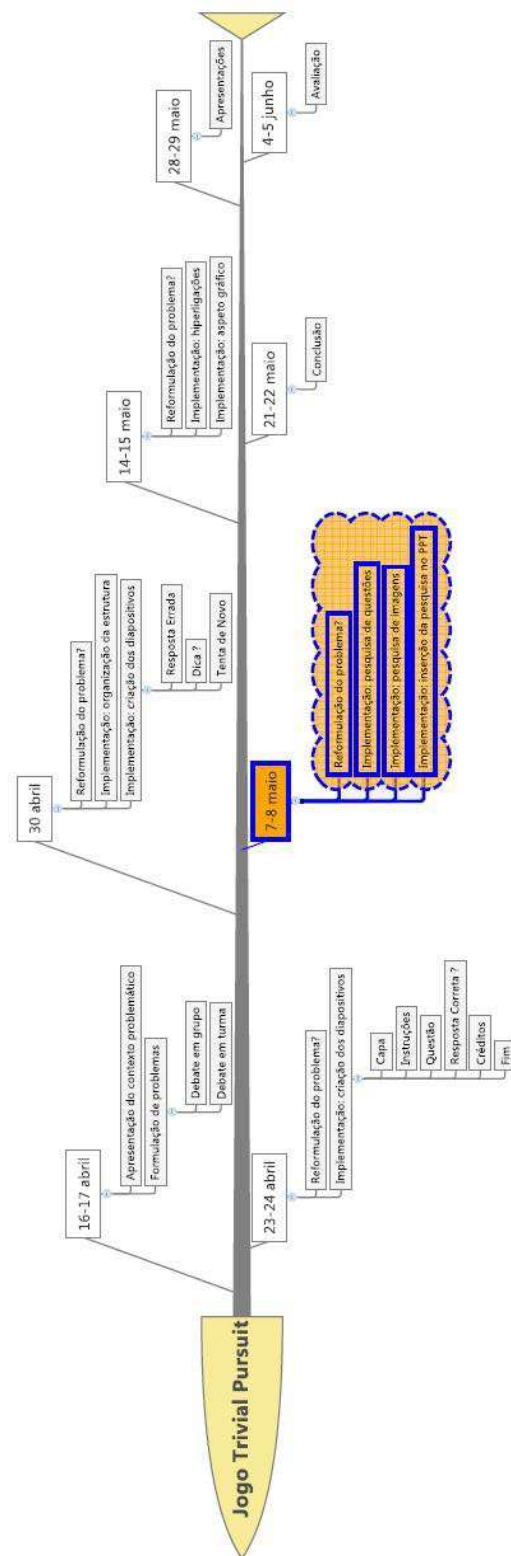 Jogo Trivial Pursuit
16-17 abril
Apresentação do contexto problemático
Formulação de problemas
Debate em grupo
Debate em turma
23-24 abril
Reformulação do problema?
Implementação: criação dos diapositivos
Capa
Instruções
Questão
Resposta Correta ?
Créditos
Fim
30 abril
Reformulação do problema?
Implementação: organização da estrutura
Implementação: criação dos diapositivos
Resposta Errada
Dica ?
Tenta de Novo
7-8 maio
Reformulação do problema?
Implementação: pesquisa de questões
Implementação: pesquisa de imagens
Implementação: inserção da pesquisa no PPT
14-15 maio
Reformulação do problema?
Implementação: hiperligações
Implementação: aspeto gráfico
21-22 maio
Conclusão
28-29 maio
Apresentações
4-5 junho
Avaliação